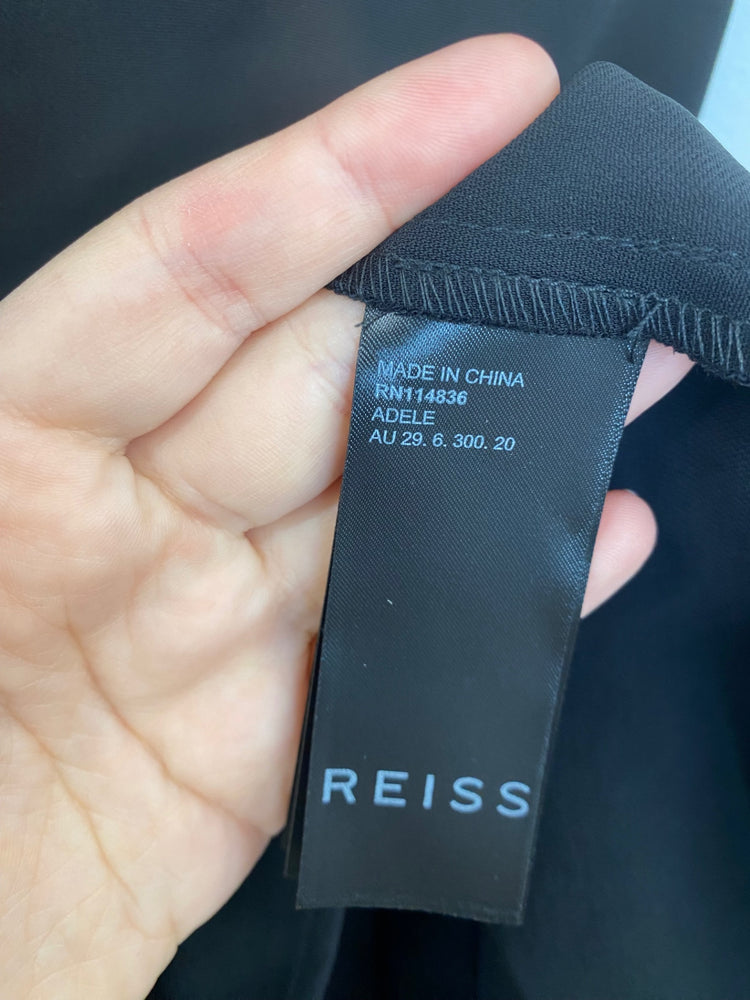 MADE IN CHINA
RN114836
ADELE
AU 29. 6. 300. 20
REISS